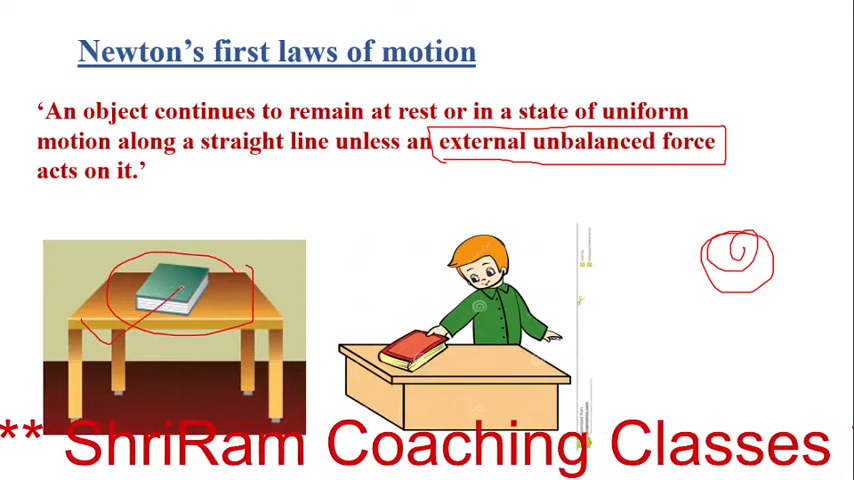 Newton’s first laws of motion
‘An object continues to remain at rest or in a state of uniform
motion along a straight line unless an external unbalanced force
acts on it.’
** ShriRam Coaching Classes